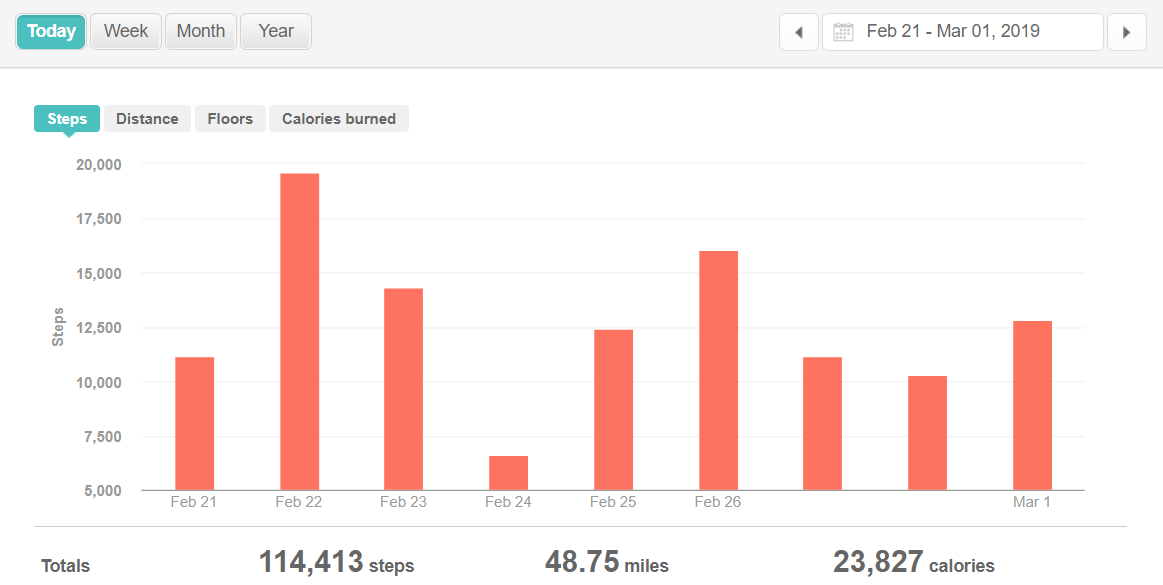 Today Week Month Year Feb 21 - Mar 01, 2019
Steps Distance Floors Calories burned
20,000
17,500
15,000
Steps
12,500
10,000
7,500
5,000
Feb 21 Feb 22 Feb 23 Feb 24 Feb 25 Feb 26 Mar 1
Totals 114,413 steps 48.75 miles 23,827 calories